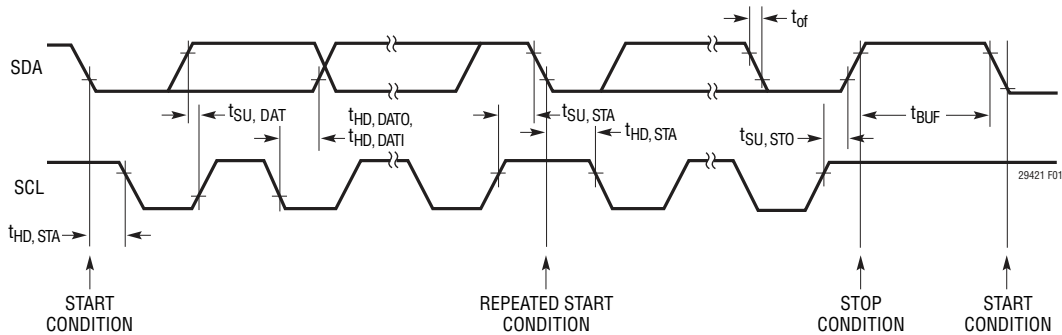 t_of
SDA
t_SU, DAT
t_HD, DATO,
t_HD, DATI
t_SU, STA
t_HD, STA
t_SU, STO
t_BUF
SCL
29421 F01
t_HD, STA
START
CONDITION
REPEATED START
CONDITION
STOP
CONDITION
START
CONDITION